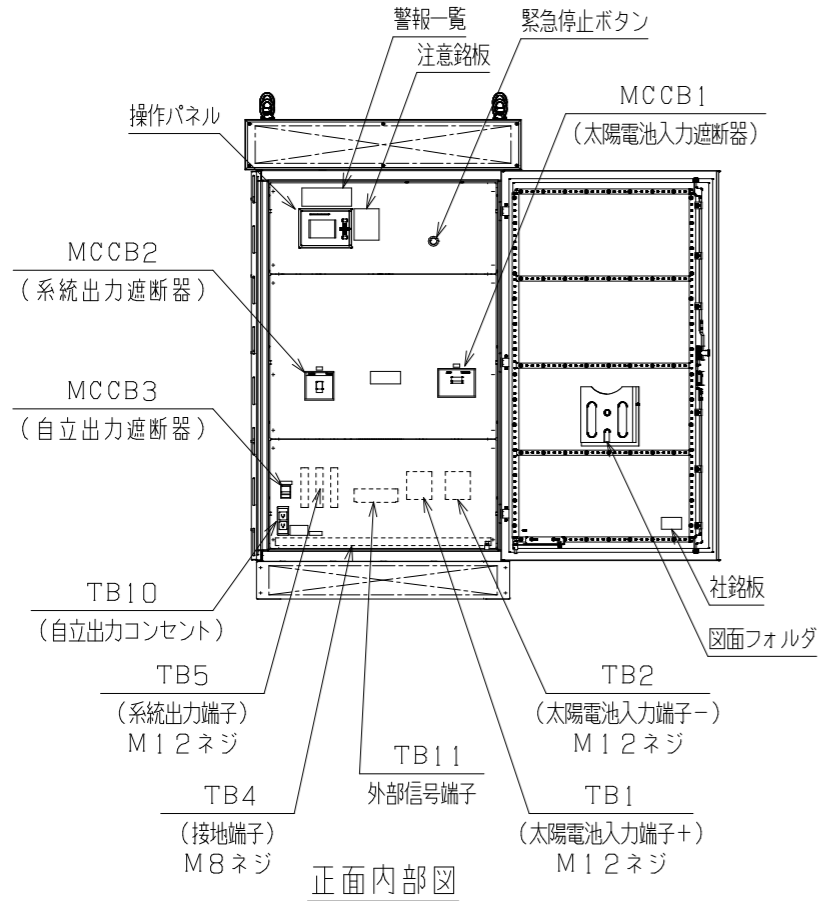 警報一覧
緊急停止ボタン
注意銘板
操作パネル
MCCB1
(太陽電池入力遮断器)
MCCB2
(系統出力遮断器)
MCCB3
(自立出力遮断器)
TB10
(自立出力コンセント)
社銘板
図面フォルダ
TB5
(系統出力端子)
M12ネジ
TB2
(太陽電池入力端子−)
M12ネジ
TB11
外部信号端子
TB4
(接地端子)
M8ネジ
TB1
(太陽電池入力端子+)
M12ネジ
正面内部図